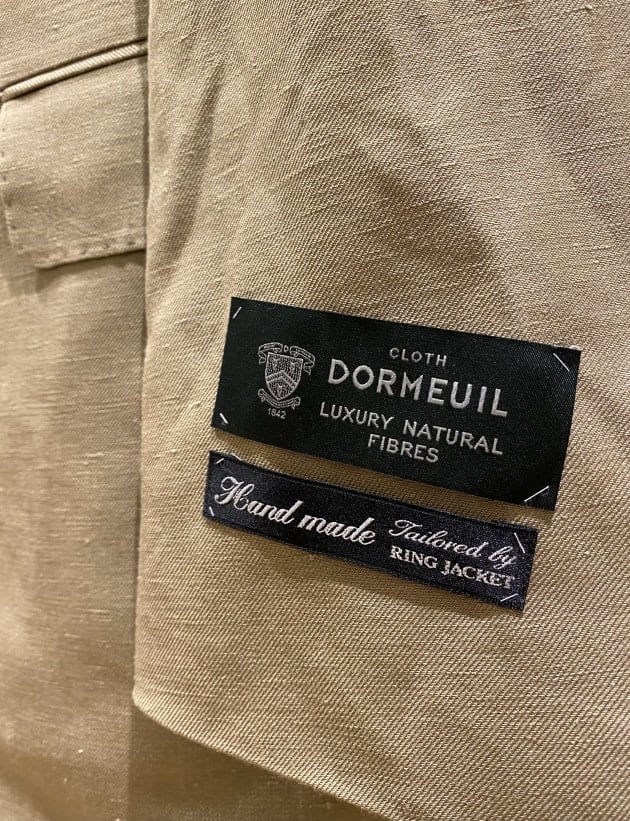 CLOTH
DORMEUIL
1842
LUXURY NATURAL
FIBRES
Hand made
Tailored by
RING JACKET